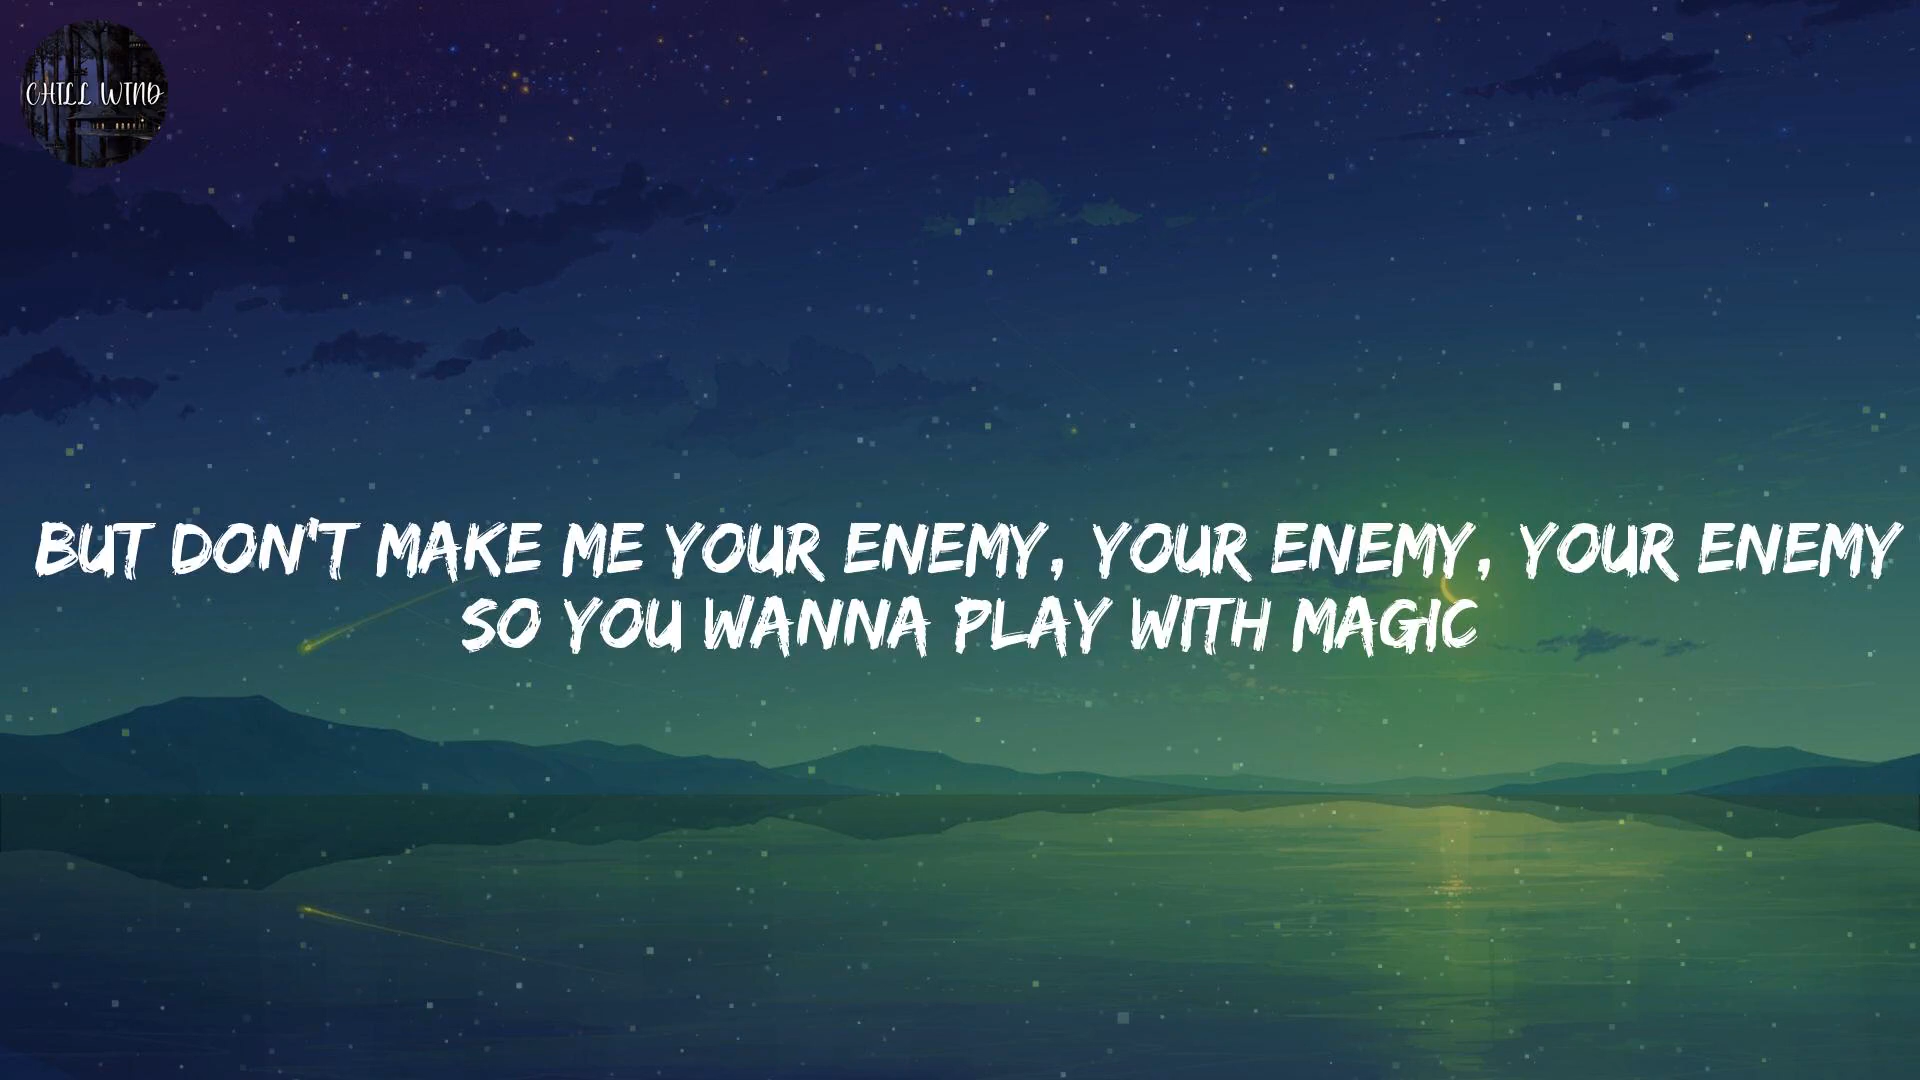 CHILL WIND
BUT DON'T MAKE ME YOUR ENEMY, YOUR ENEMY, YOUR ENEMY
SO YOU WANNA PLAY WITH MAGIC